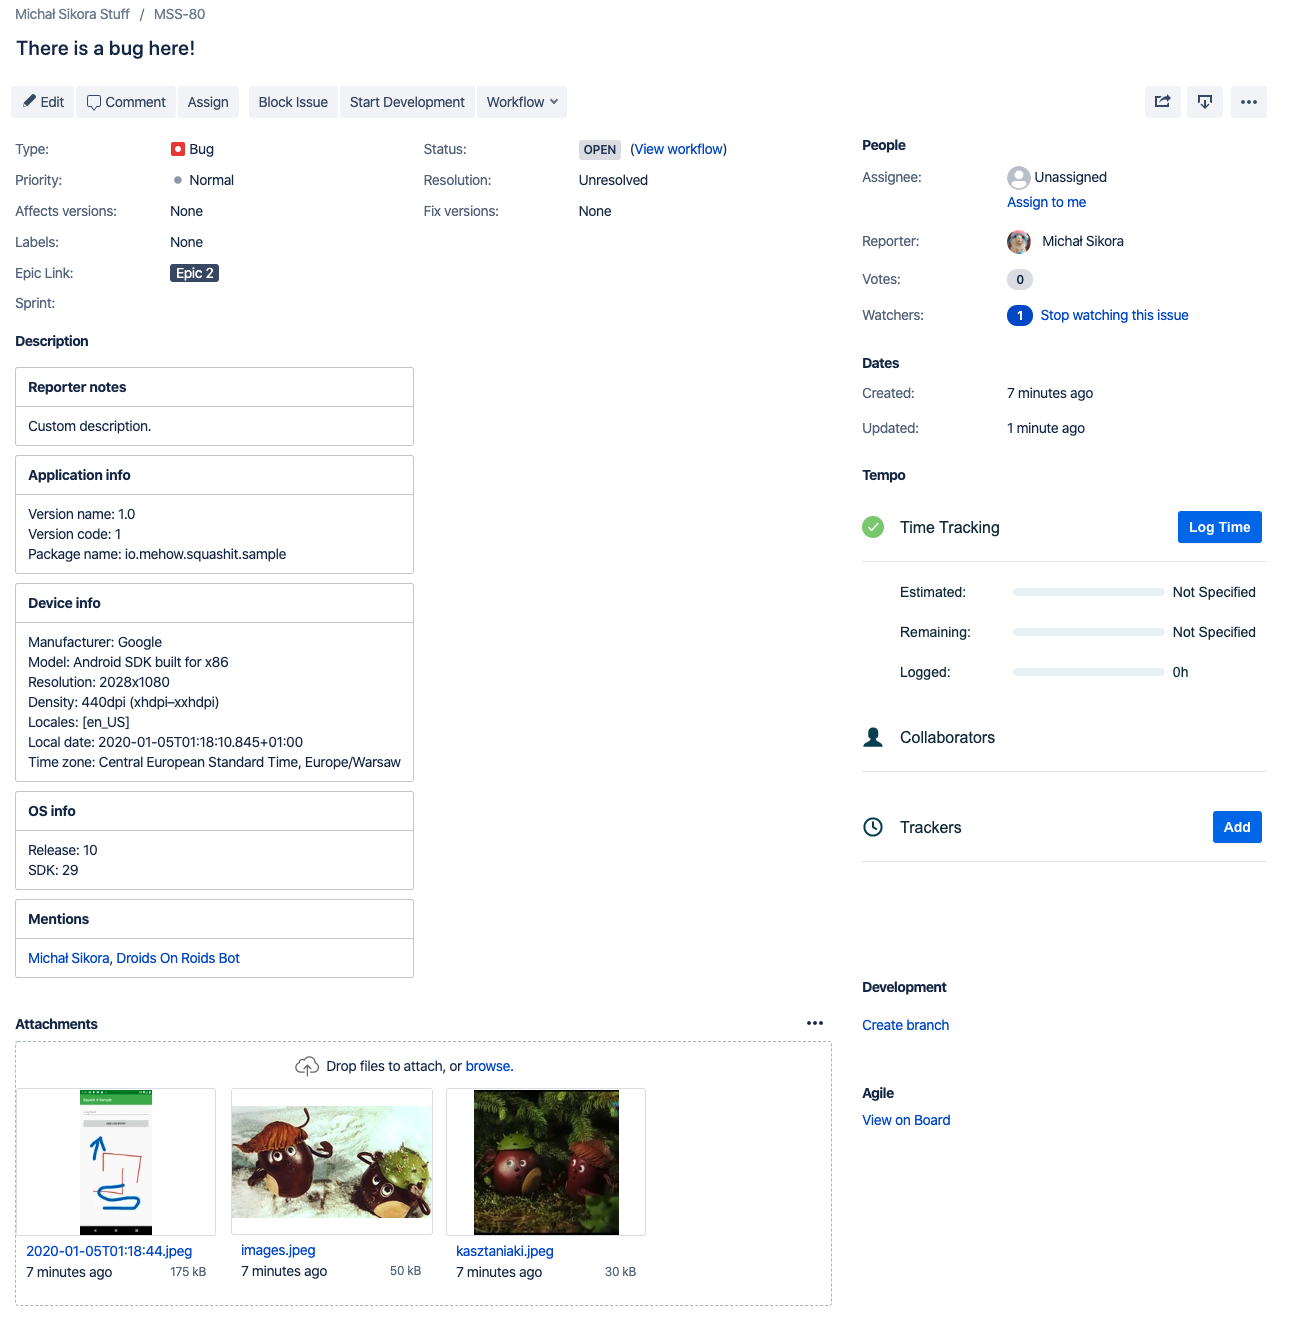 Michał Sikora Stuff / MSS-80
There is a bug here!
Edit Comment Assign Block Issue Start Development Workflow
Type: Bug
Priority: Normal
Affects versions: None
Labels: None
Epic Link: Epic 2
Sprint:
Status: OPEN (View workflow)
Resolution: Unresolved
Fix versions: None
Description
Reporter notes
Custom description.
Application info
Version name: 1.0
Version code: 1
Package name: io.mehow.squashit.sample
Device info
Manufacturer: Google
Model: Android SDK built for x86
Resolution: 2028x1080
Density: 440dpi (xhdpi–xxhdpi)
Locales: [en_US]
Local date: 2020-01-05T01:18:10.845+01:00
Time zone: Central European Standard Time, Europe/Warsaw
OS info
Release: 10
SDK: 29
Mentions
Michał Sikora, Droids On Roids Bot
Attachments
Drop files to attach, or browse.
2020-01-05T01:18:44.jpeg
7 minutes ago 175 kB
images.jpeg
7 minutes ago 50 kB
kasztaniaki.jpeg
7 minutes ago 30 kB
People
Assignee: Unassigned
Assign to me
Reporter: Michał Sikora
Votes: 0
Watchers: 1 Stop watching this issue
Dates
Created: 7 minutes ago
Updated: 1 minute ago
Tempo
Time Tracking Log Time
Estimated: Not Specified
Remaining: Not Specified
Logged: 0h
Collaborators
Trackers Add
Development
Create branch
Agile
View on Board